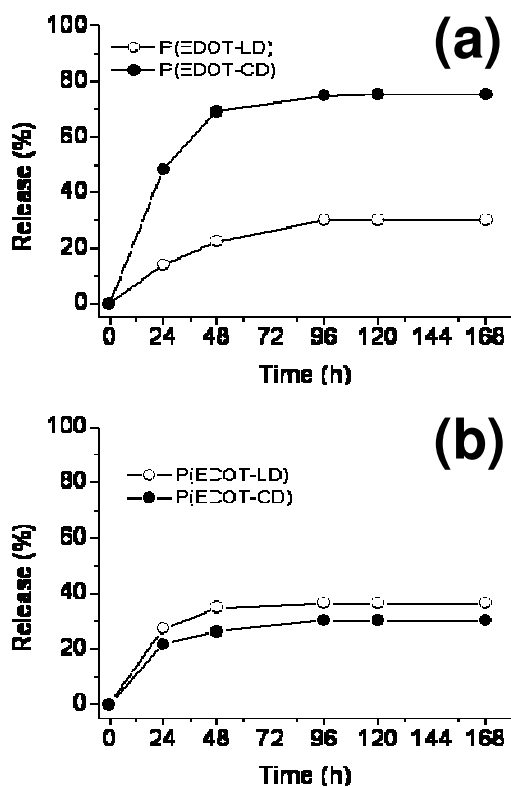 (a)
100
P(EDOT-LD)
P(EDOT-CD)
80
60
40
20
0
Release (%)
0 24 48 72 96 120 144 168
Time (h)
(b)
100
P(EDOT-LD)
P(EDOT-CD)
80
60
40
20
0
Release (%)
0 24 48 72 96 120 144 168
Time (h)